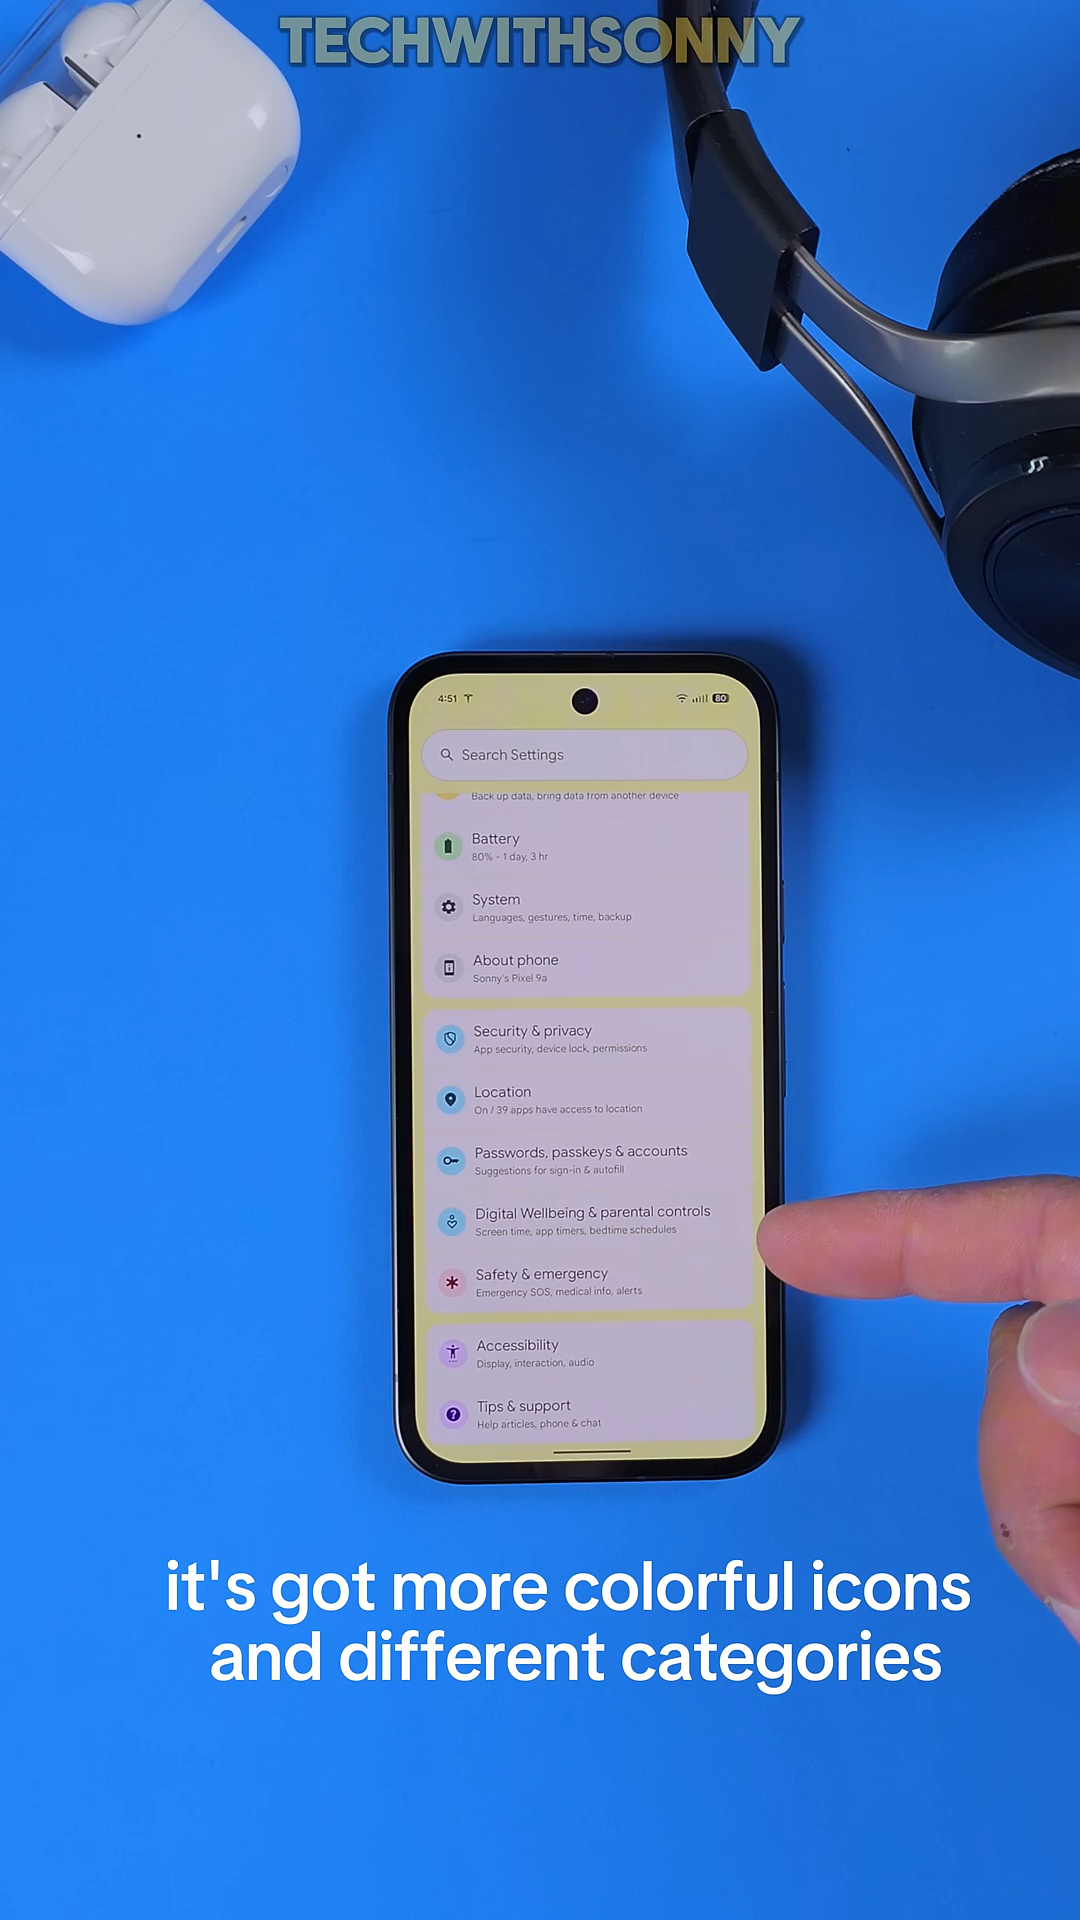 TECHWITHSONNY
4:51
80
Search Settings
Back up data, bring data from another device
Battery
80% - 1 day, 3 hr
System
Languages, gestures, time, backup
About phone
Sonny's Pixel 9a
Security & privacy
App security, device lock, permissions
Location
On / 39 apps have access to location
Passwords, passkeys & accounts
Suggestions for sign-in & autofill
Digital Wellbeing & parental controls
Screen time, app timers, bedtime schedules
Safety & emergency
Emergency SOS, medical info, alerts
Accessibility
Display, interaction, audio
Tips & support
Help articles, phone & chat
it's got more colorful icons
and different categories